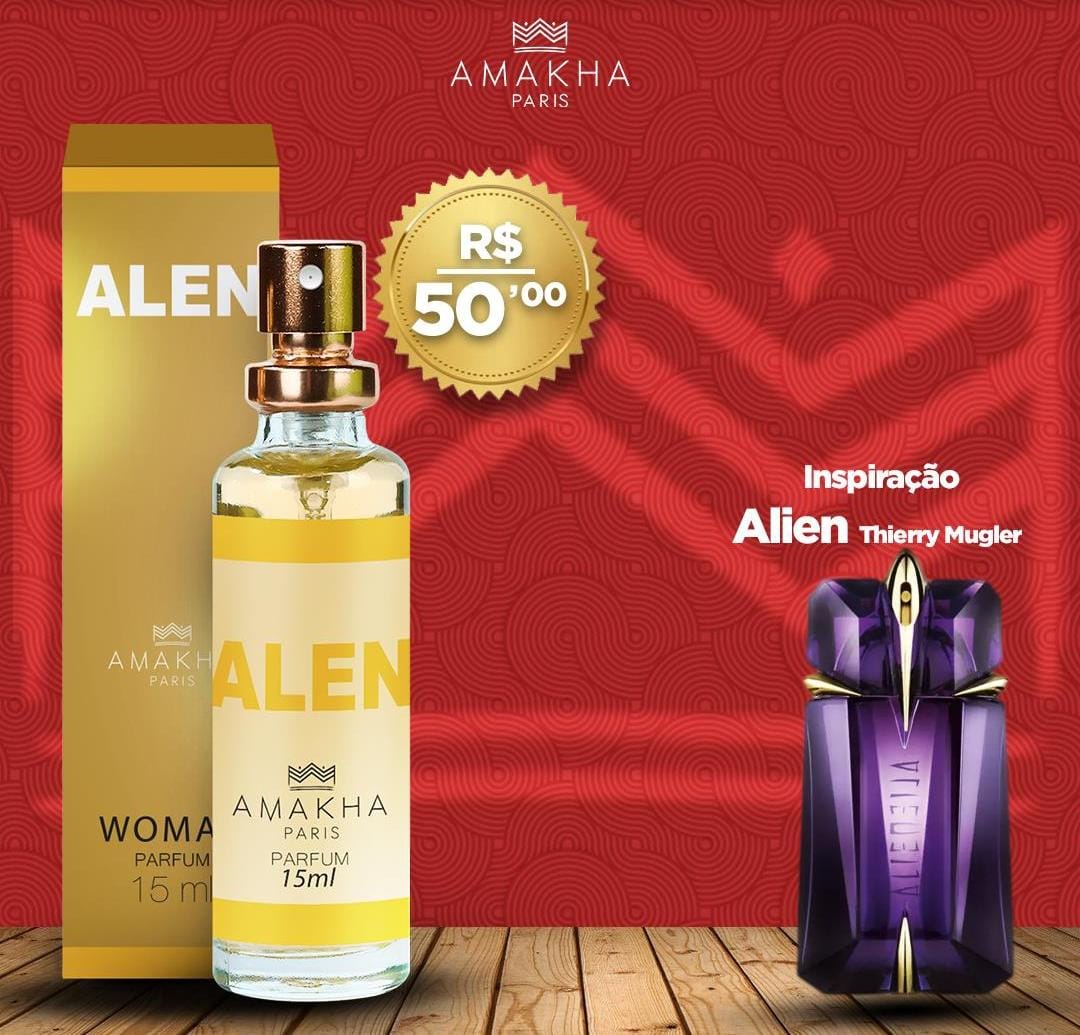 AMAKHA
PARIS
ALEN
R$
50,00
Inspiração
Alien Thierry Mugler
ALEN
AMAKHA
PARIS
PARFUM
15ml
AMAKH
PARIS
WOMA
PARFUM
15 ml